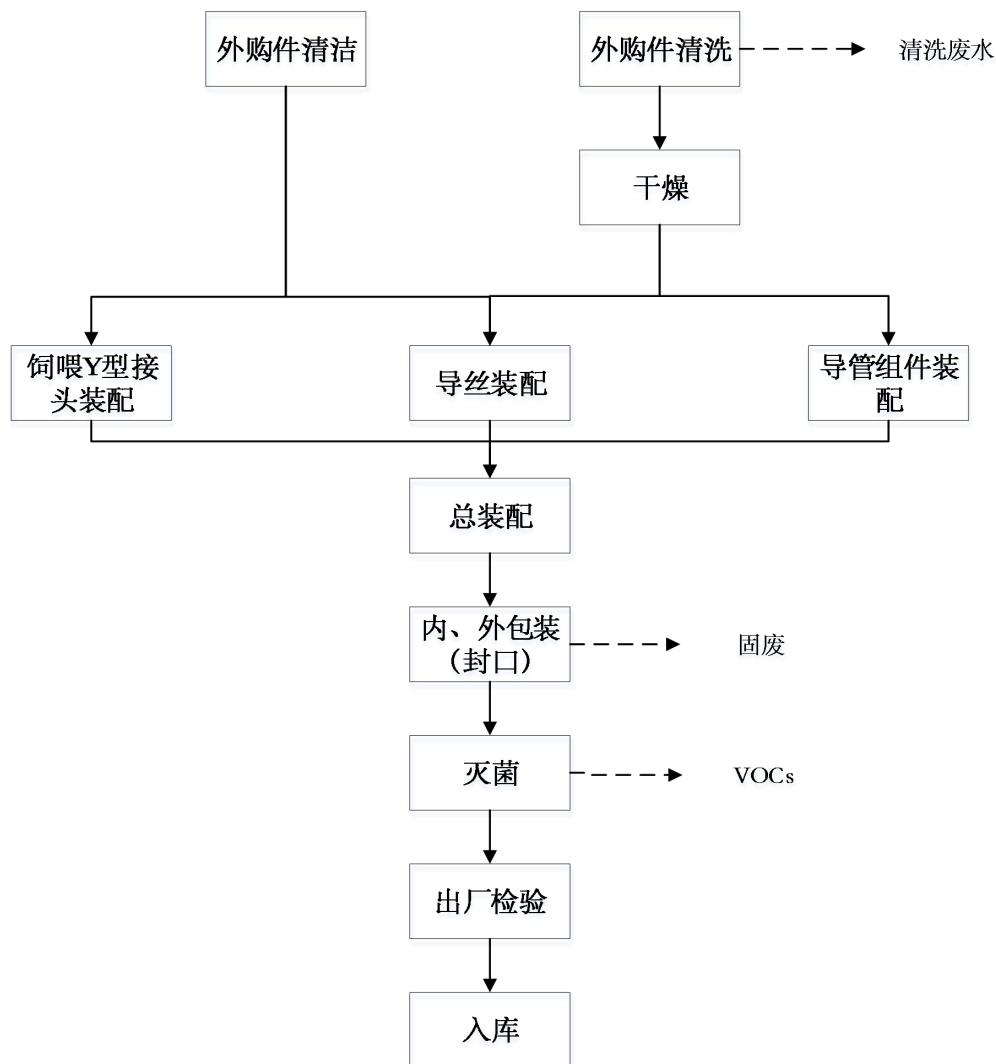 外购件清洁
外购件清洗
清洗废水
干燥
饲喂Y型接
头装配
导丝装配
导管组件装
配
总装配
内、外包装
（封口）
固废
灭菌
VOCs
出厂检验
入库